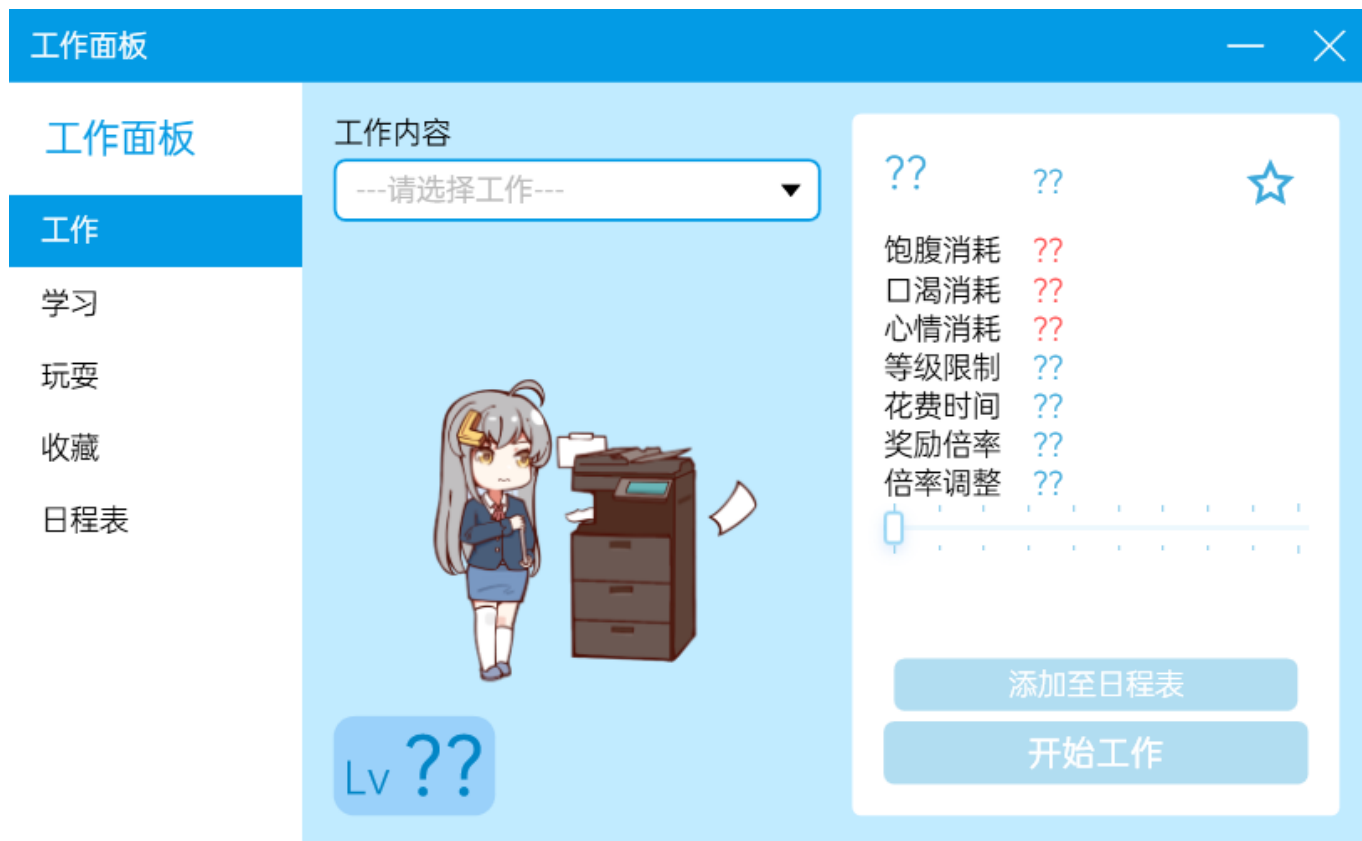 工作面板
工作面板
工作
学习
玩耍
收藏
日程表
工作内容
---请选择工作---
Lv ??
?? ??
饱腹消耗 ??
口渴消耗 ??
心情消耗 ??
等级限制 ??
花费时间 ??
奖励倍率 ??
倍率调整 ??
添加至日程表
开始工作